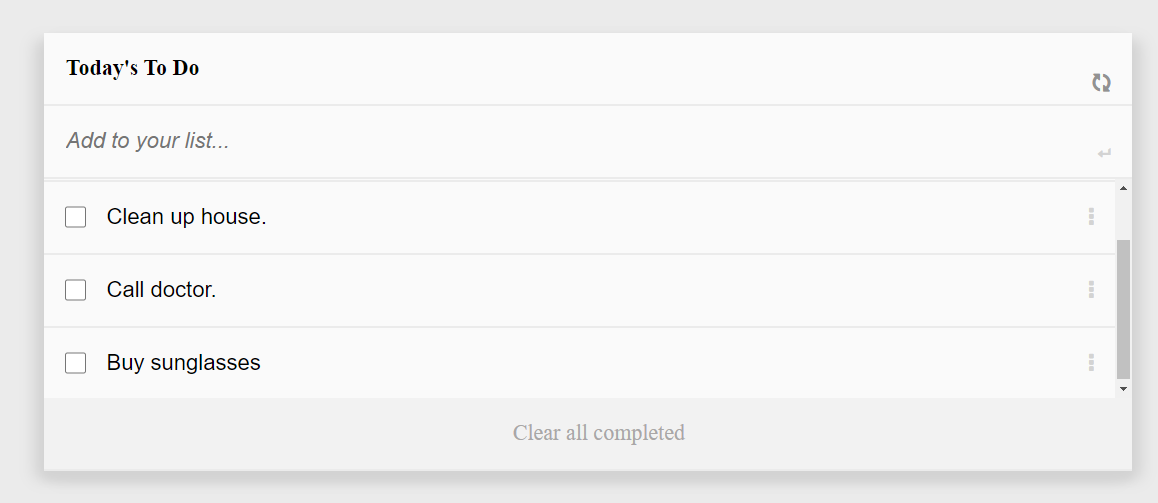 Today's To Do
Add to your list...
Clean up house.
Call doctor.
Buy sunglasses
Clear all completed